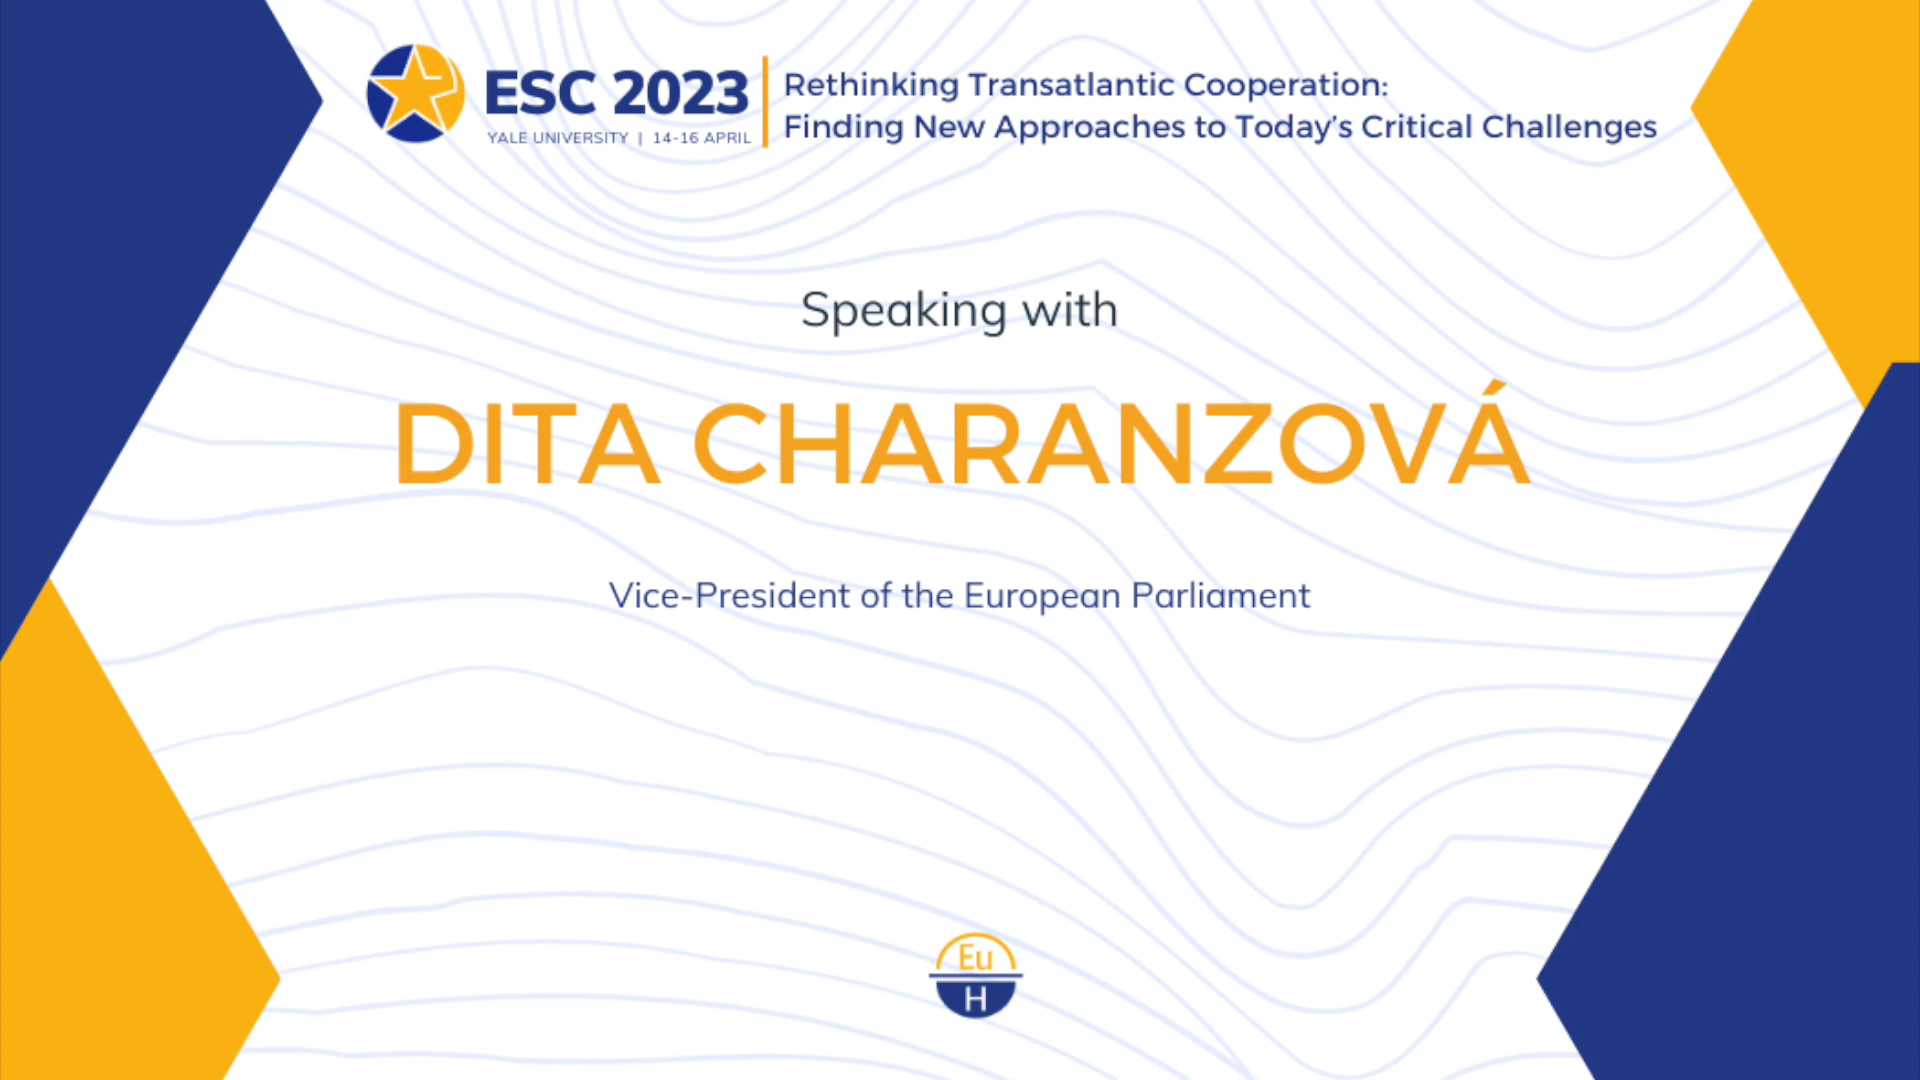 ESC 2023
YALE UNIVERSITY | 14-16 APRIL
Rethinking Transatlantic Cooperation:
Finding New Approaches to Today's Critical Challenges
Speaking with
DITA CHARANZOVÁ
Vice-President of the European Parliament
Eu
H